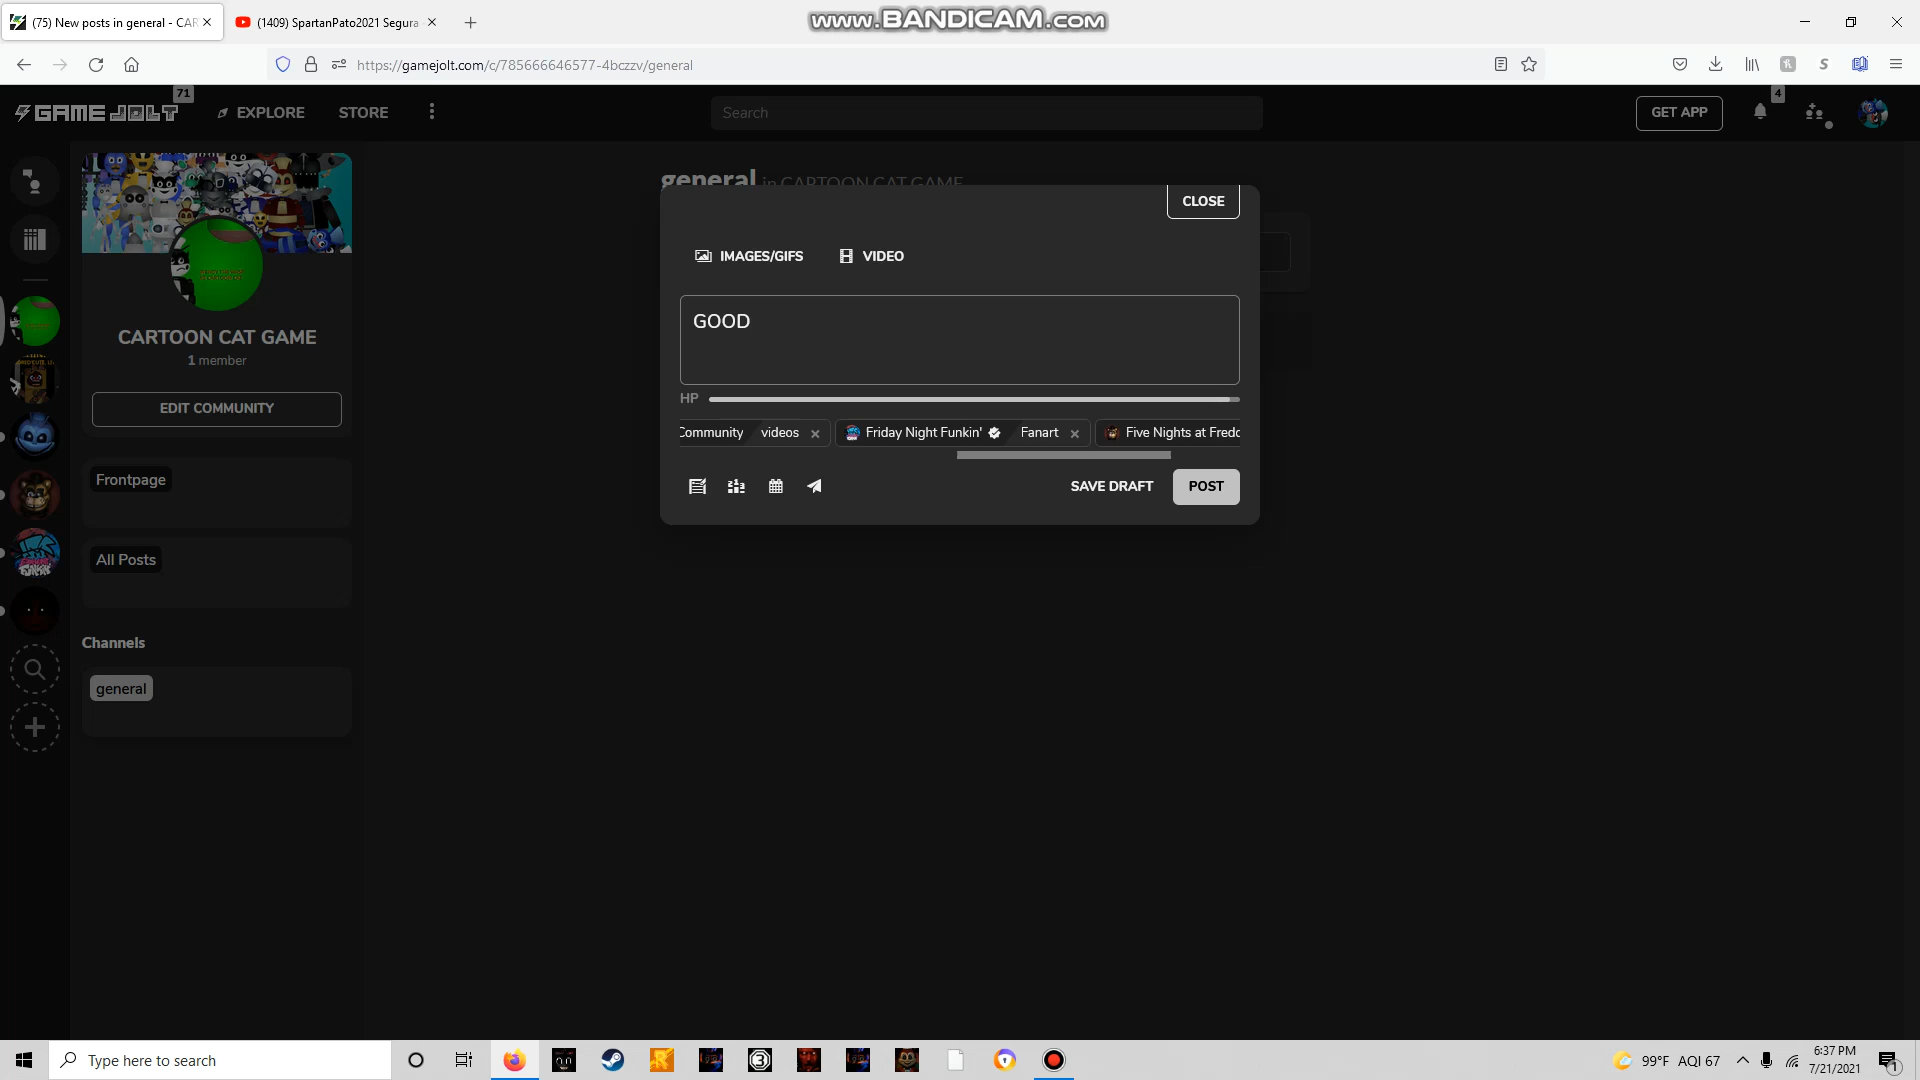 (75) New posts in general - CAR
(1409) SpartanPato2021 Segura
www.BANDICAM.com
https://gamejolt.com/c/785666646577-4bczzv/general
GAME JOLT
71
EXPLORE
STORE
Search
GET APP
4
general in CARTOON CAT GAME
CLOSE
IMAGES/GIFS
VIDEO
GOOD
HP
Community videos
Friday Night Funkin' Fanart
Five Nights at Fredd
SAVE DRAFT
POST
CARTOON CAT GAME
1 member
EDIT COMMUNITY
Frontpage
All Posts
Channels
general
Type here to search
99°F AQI 67
6:37 PM
7/21/2021
1